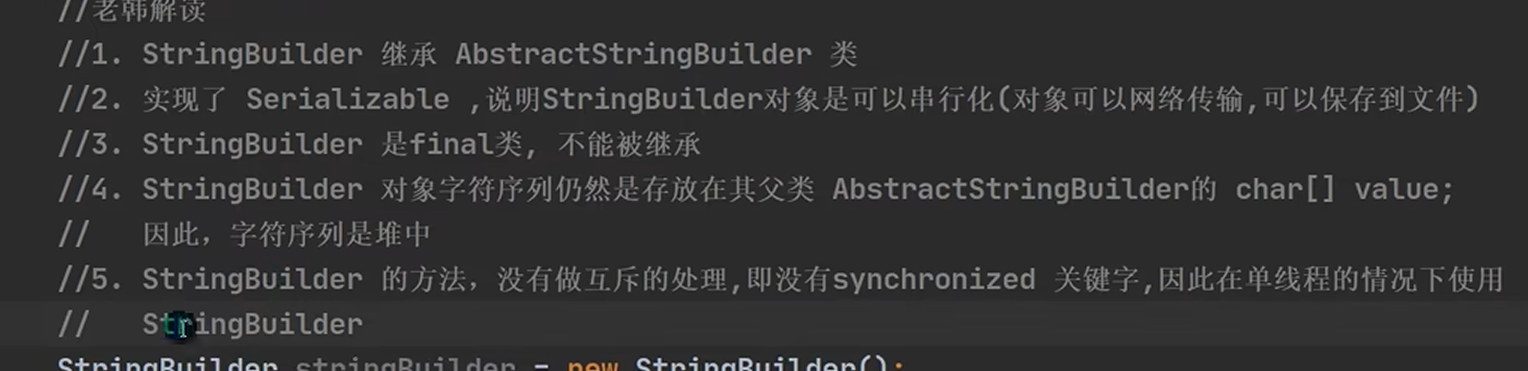 //老韩解读
//1. StringBuilder 继承 AbstractStringBuilder 类
//2. 实现了 Serializable ,说明StringBuilder对象是可以串行化(对象可以网络传输,可以保存到文件)
//3. StringBuilder 是final类, 不能被继承
//4. StringBuilder 对象字符序列仍然是存放在其父类 AbstractStringBuilder的 char[] value;
//   因此，字符序列是堆中
//5. StringBuilder 的方法，没有做互斥的处理,即没有synchronized 关键字,因此在单线程的情况下使用
//   StringBuilder
StringBuilder stringBuilder = new StringBuilder();